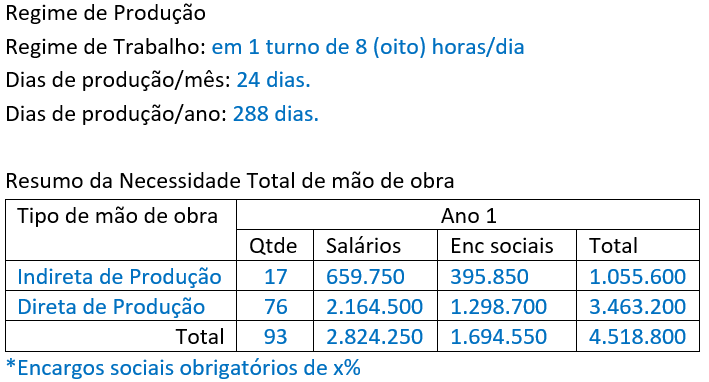 Regime de Produção
Regime de Trabalho: em 1 turno de 8 (oito) horas/dia
Dias de produção/mês: 24 dias.
Dias de produção/ano: 288 dias.
Resumo da Necessidade Total de mão de obra
Tipo de mão de obra Ano 1
Qtde Salários Enc sociais Total
Indireta de Produção 17 659.750 395.850 1.055.600
Direta de Produção 76 2.164.500 1.298.700 3.463.200
Total 93 2.824.250 1.694.550 4.518.800
*Encargos sociais obrigatórios de x%